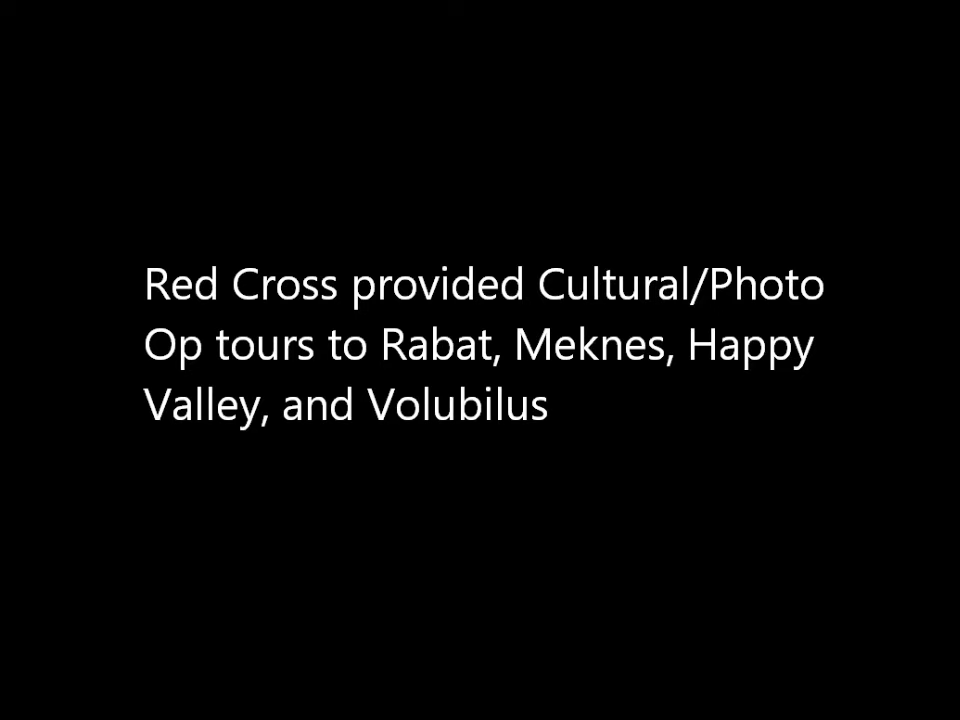 Red Cross provided Cultural/Photo
Op tours to Rabat, Meknes, Happy
Valley, and Volubilus